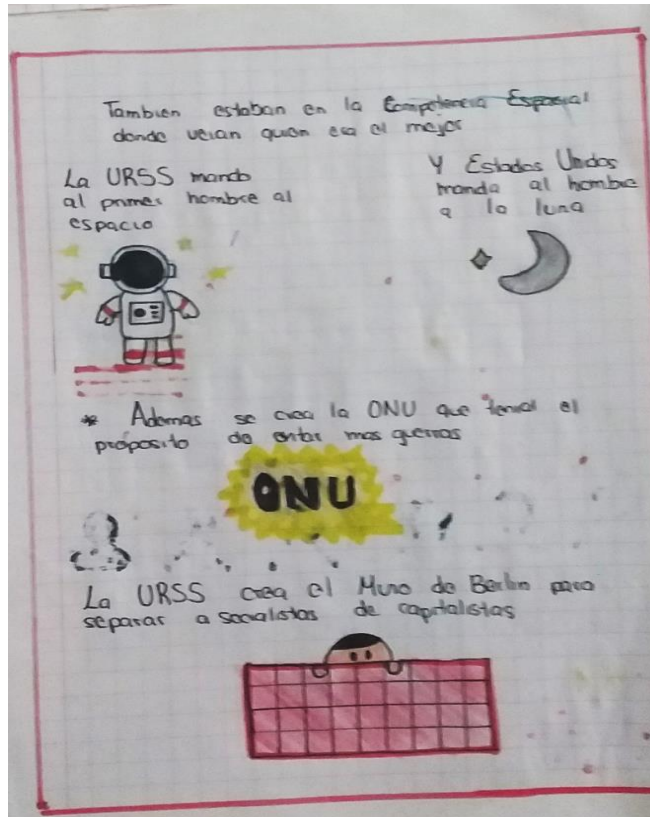 Tambien estaban en la Competencia Espacial
donde veian quien era el mejor
La URSS mando
al primer hombre al
espacio
Y Estados Unidos
manda al hombre
a la luna
* Ademas se crea la ONU que tenia el
proposito de evitar mas guerras
ONU
La URSS crea el Muro de Berlin para
separar a socialistas de capitalistas